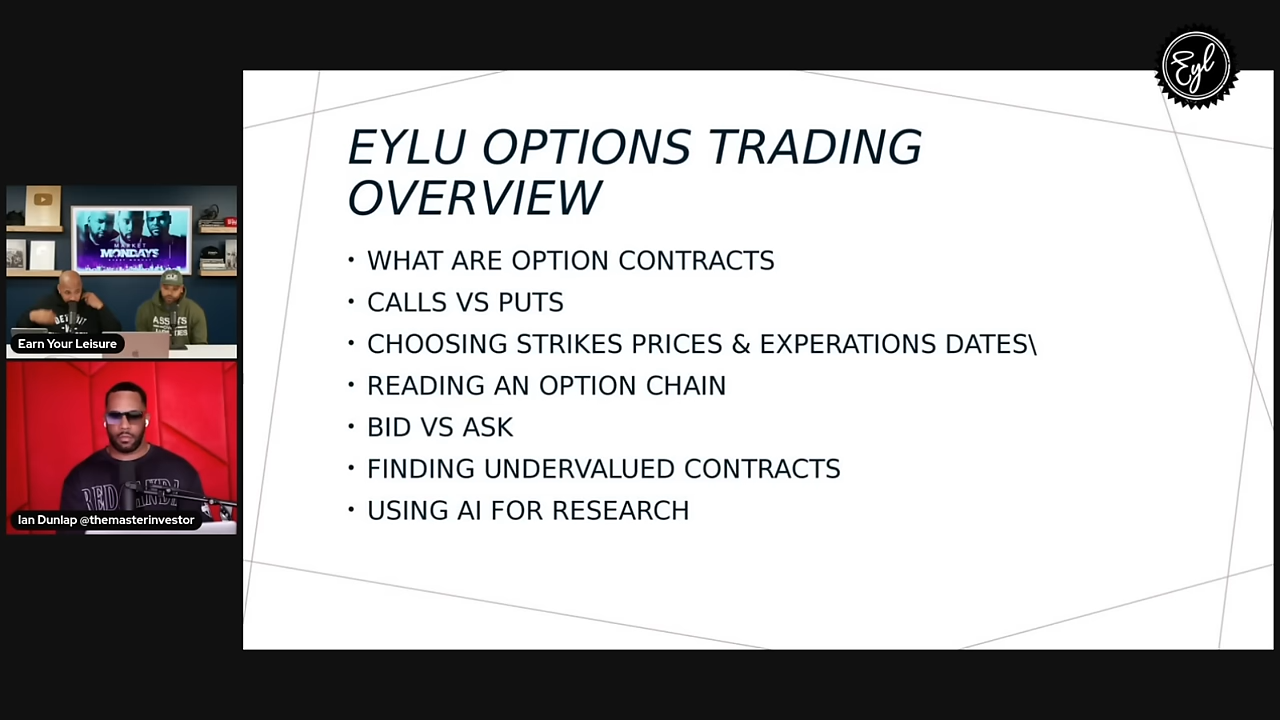 Eyl
EYLU OPTIONS TRADING
OVERVIEW
• WHAT ARE OPTION CONTRACTS
• CALLS VS PUTS
• CHOOSING STRIKES PRICES & EXPERATIONS DATES\
• READING AN OPTION CHAIN
• BID VS ASK
• FINDING UNDERVALUED CONTRACTS
• USING AI FOR RESEARCH
MARKET
MONDAYS
Earn Your Leisure
Ian Dunlap @themasterinvestor